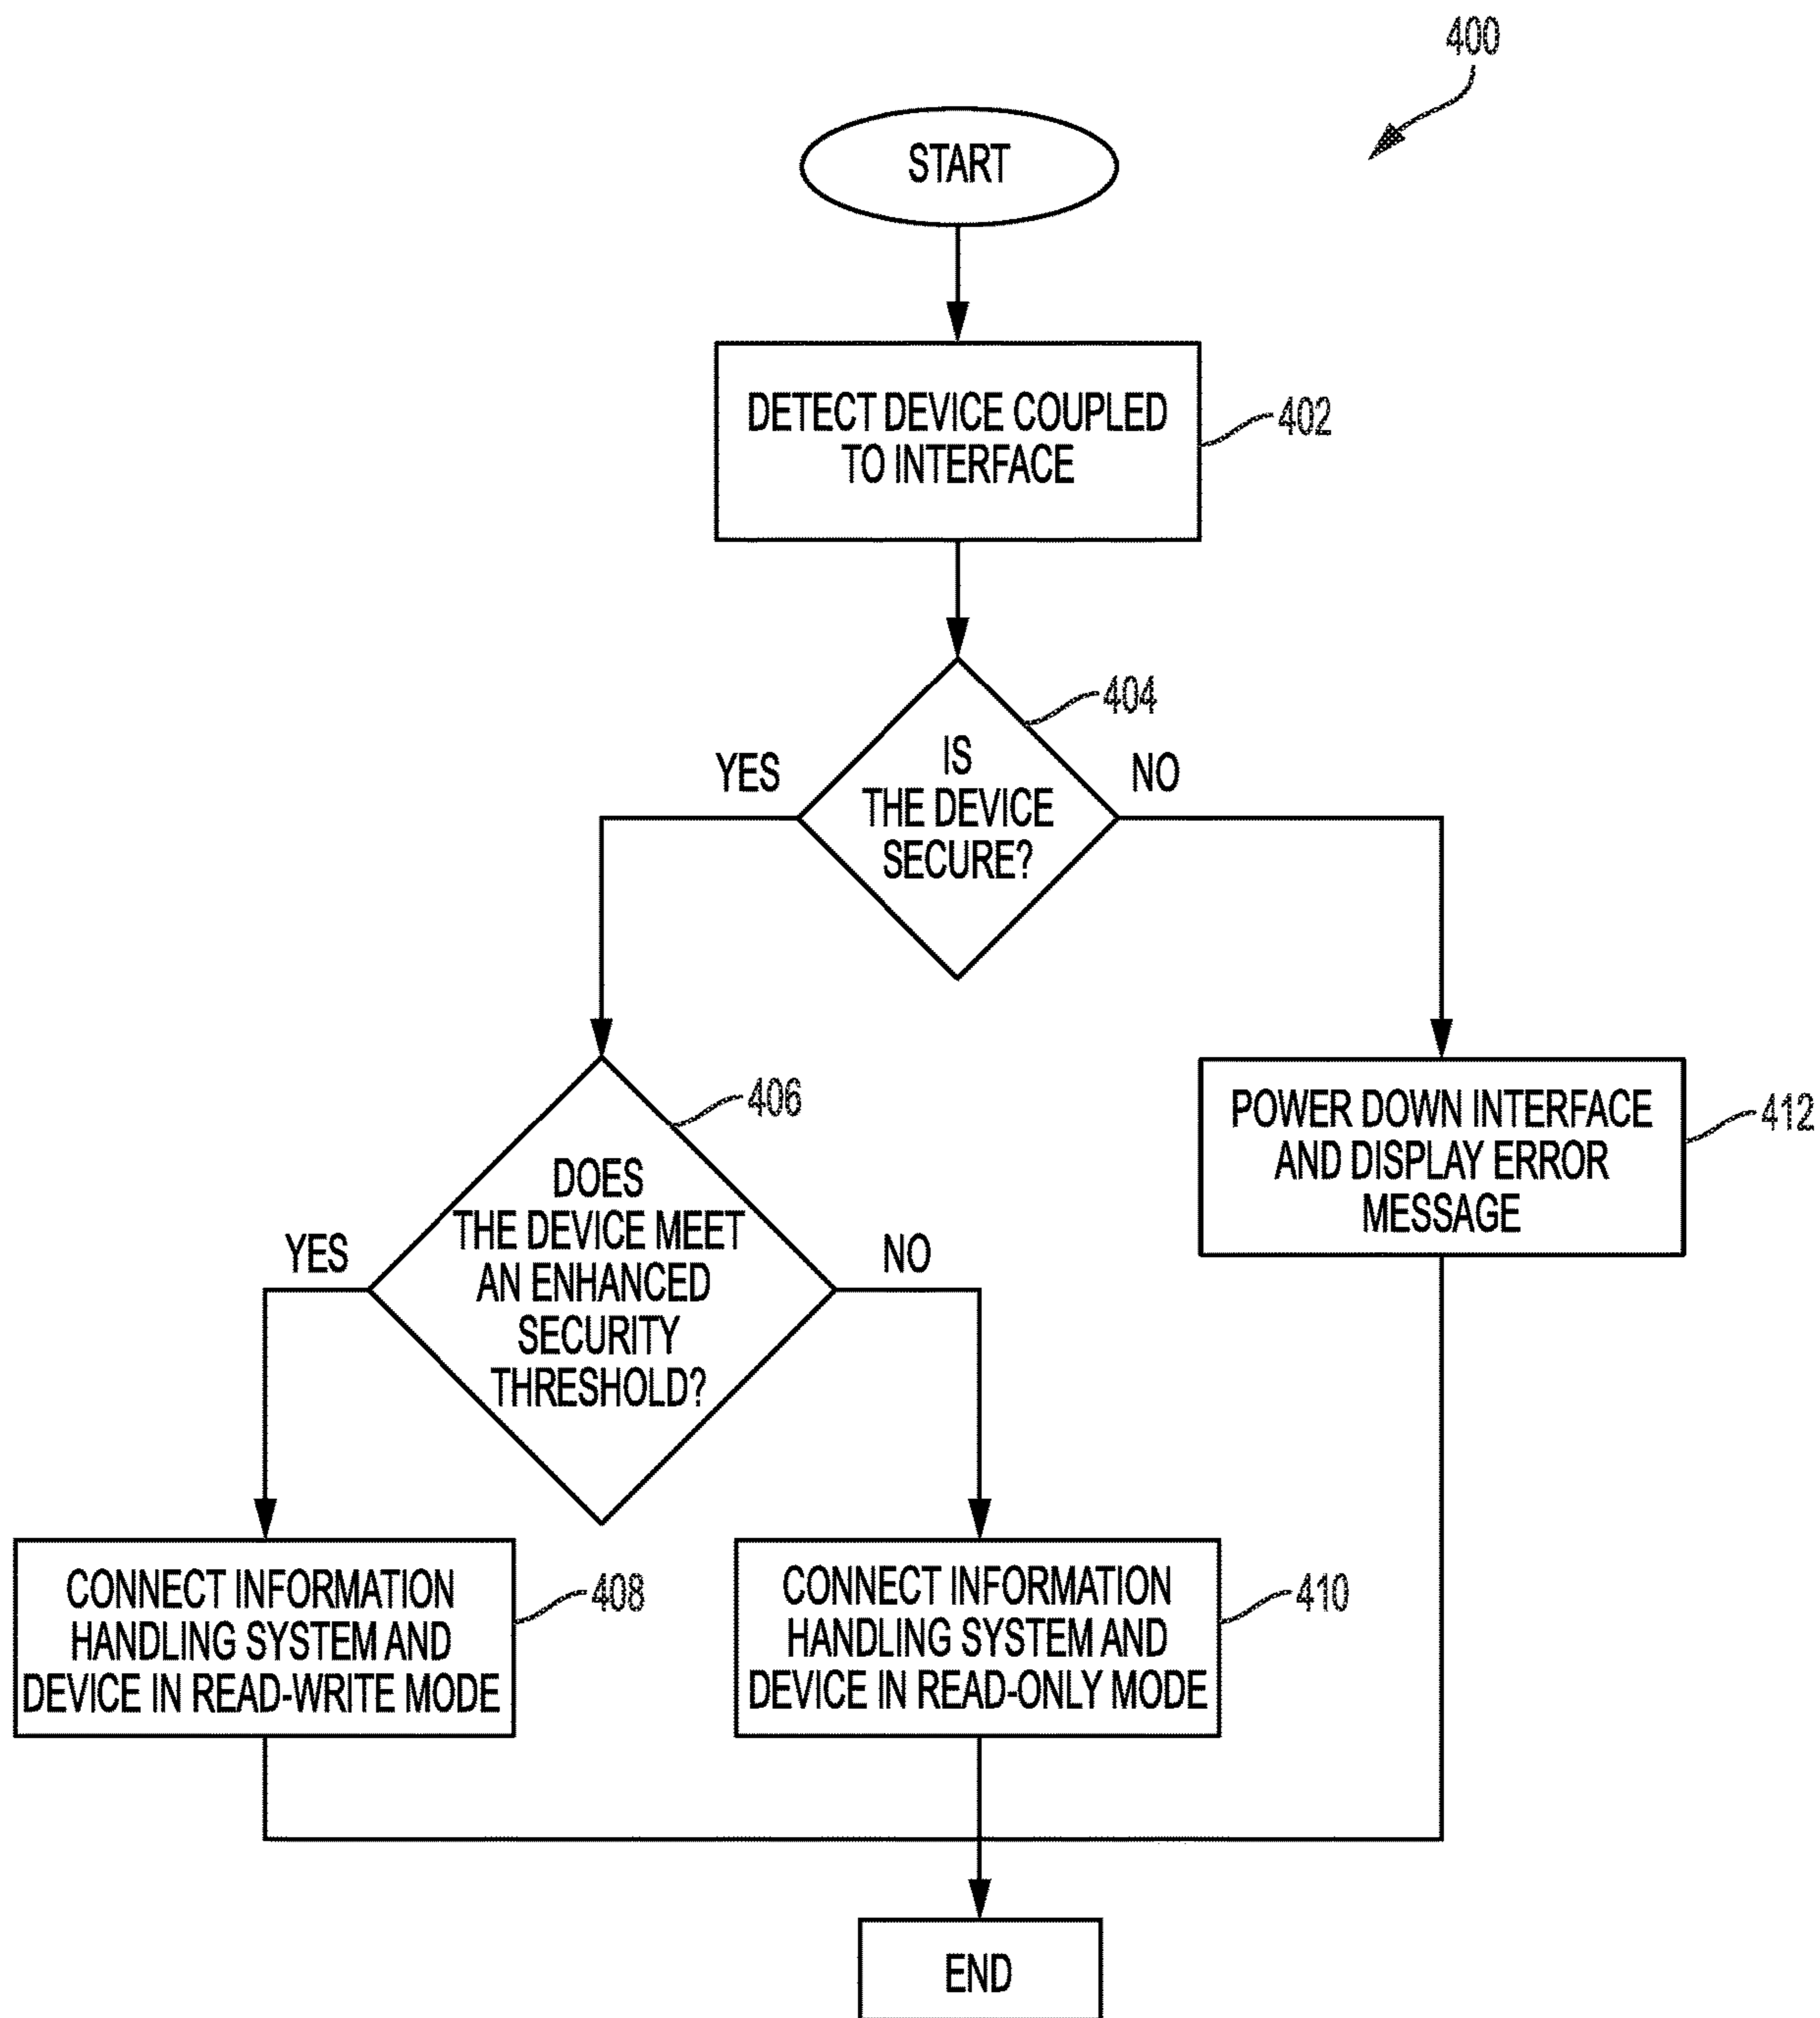 400
START
DETECT DEVICE COUPLED
TO INTERFACE
402
404
YES
IS
THE DEVICE
SECURE?
NO
406
YES
DOES
THE DEVICE MEET
AN ENHANCED
SECURITY
THRESHOLD?
NO
POWER DOWN INTERFACE
AND DISPLAY ERROR
MESSAGE
412
CONNECT INFORMATION
HANDLING SYSTEM AND
DEVICE IN READ-WRITE MODE
408
CONNECT INFORMATION
HANDLING SYSTEM AND
DEVICE IN READ-ONLY MODE
410
END